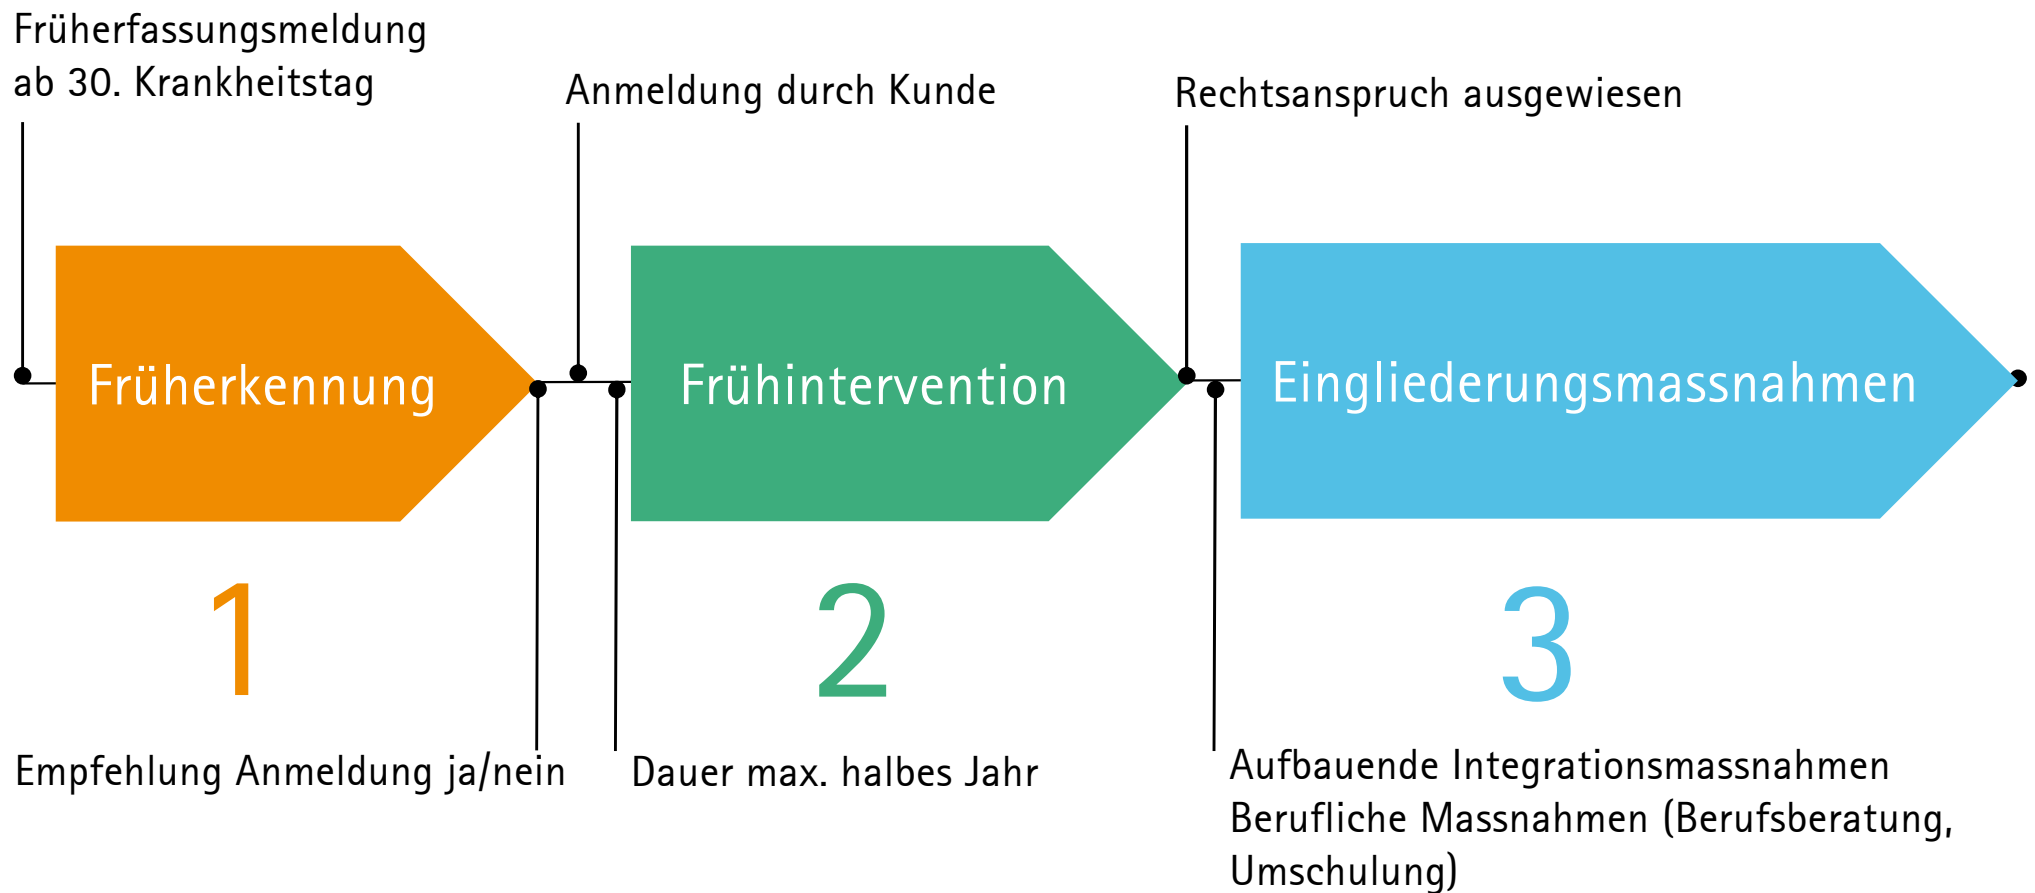 Früherfassungsmeldung
ab 30. Krankheitstag
Anmeldung durch Kunde
Rechtsanspruch ausgewiesen
Früherkennung
Frühintervention
Eingliederungsmassnahmen
1
2
3
Empfehlung Anmeldung ja/nein
Dauer max. halbes Jahr
Aufbauende Integrationsmassnahmen
Berufliche Massnahmen (Berufsberatung,
Umschulung)